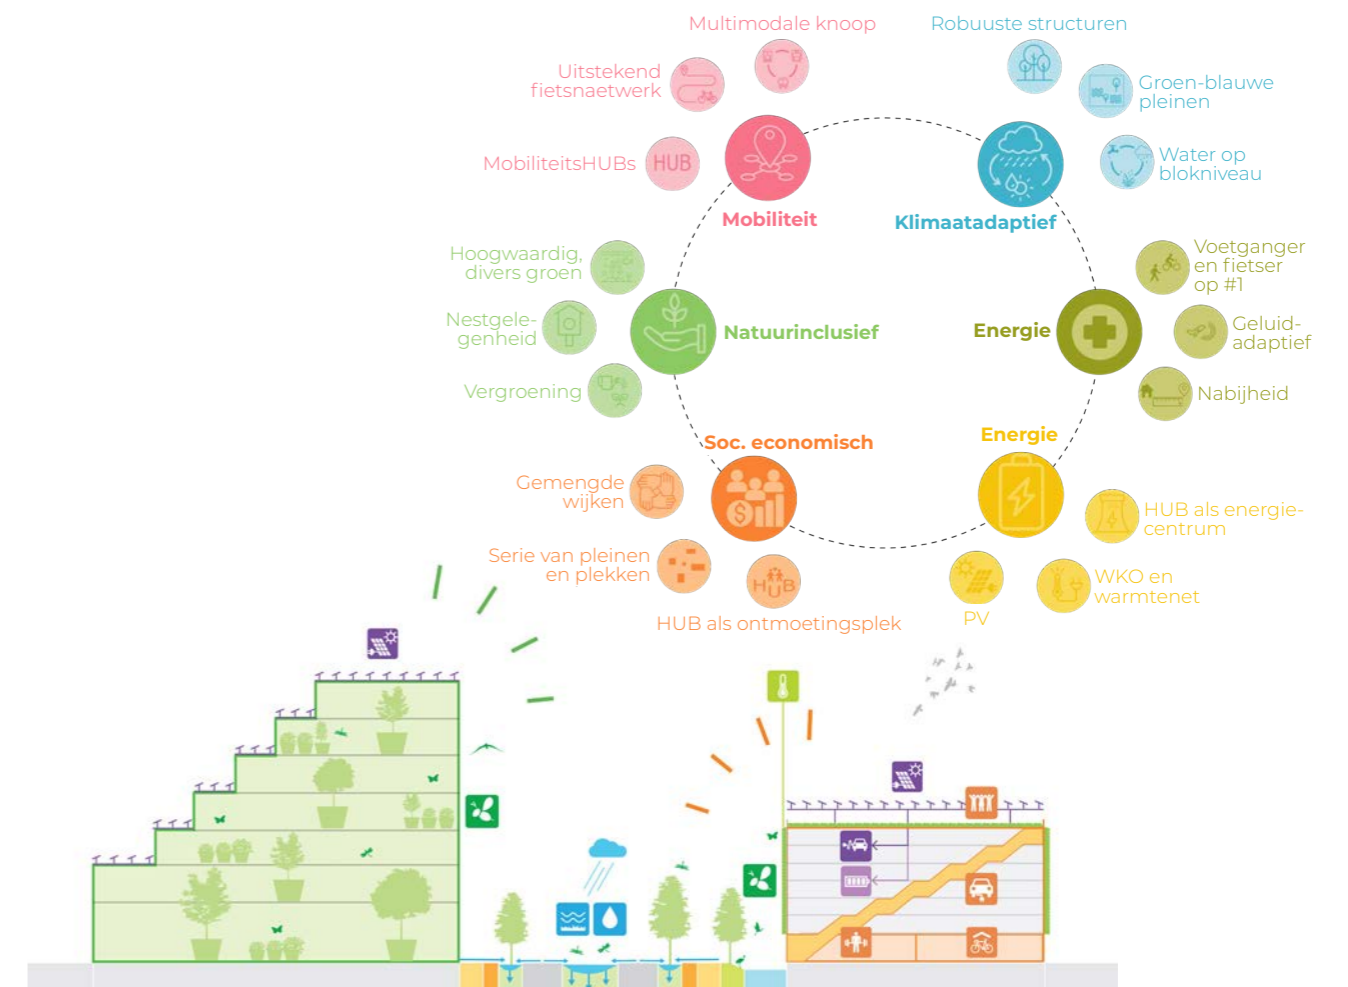 Multimodale knoop
Robuuste structuren
Uitstekend
fietsnaetwerk
Groen-blauwe
pleinen
MobiliteitsHUBs
HUB
Water op
blokniveau
Mobiliteit
Klimaatadaptief
Hoogwaardig,
divers groen
Voetganger
en fietser
op #1
Nestgele-
genheid
Natuurinclusief
Energie
Geluid-
adaptief
Vergroening
Nabijheid
Soc. economisch
Energie
Gemengde
wijken
HUB als energie-
centrum
Serie van pleinen
en plekken
HUB
WKO en
warmtenet
HUB als ontmoetingsplek
PV